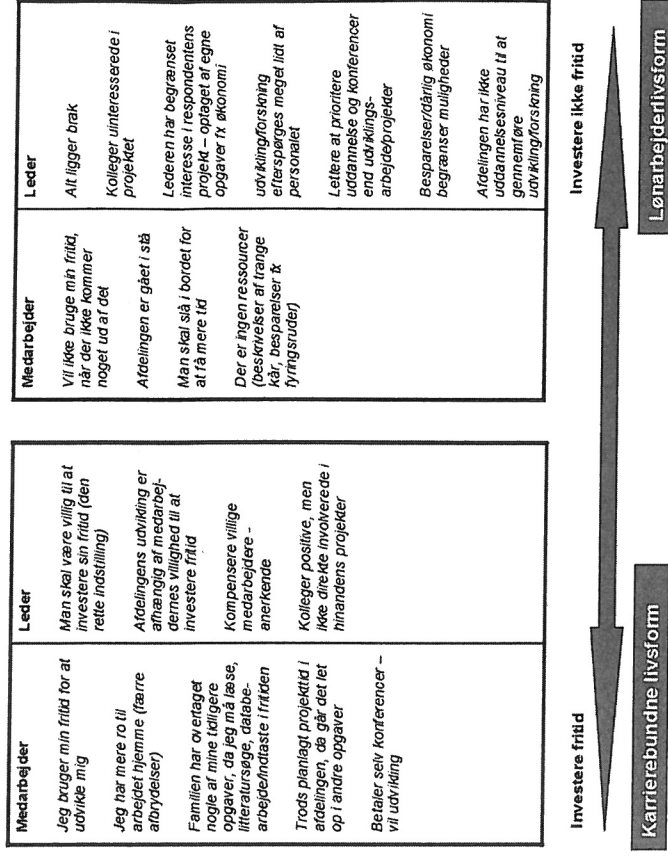 Medarbejder
Jeg bruger min fritid for at
udvikle mig
Jeg har mere ro til
arbejdet hjemme (færre
afbrydelser)
Familien har overtaget
nogle af mine tidligere
opgaver, da jeg må læse,
litteratursøge, databe-
arbejde/indtaste i fritiden
Trods planlagt projekttid i
afdelingen, da går det let
op i andre opgaver
Betaler selv konferencer –
vil udvikling
Leder
Man skal være villig til at
investere sin fritid (den
rette indstilling)
Afdelingens udvikling er
afhængig af medarbej-
dernes villighed til at
investere fritid
Kompensere villige
medarbejdere -
anerkende
Kolleger positive, men
ikke direkte involverede i
hinandens projekter
Medarbejder
Vil ikke bruge min fritid,
når der ikke kommer
noget ud af det
Afdelingen er gået i stå
Man skal slå i bordet for
at få mere tid
Der er ingen ressourcer
(beskrivelser af trange
kår, besparelser fx
fyringsruder)
Leder
Alt ligger brak
Kolleger uinteresserede i
projektet
Lederen har begrænset
interesse i respondentens
projekt – optaget af egne
opgaver fx økonomi
udvikling/forskning
efterspørges meget lidt af
personalet
Lettere at prioritere
uddannelse og konferencer
end udviklings-
arbejde/projekter
Besparelser/dårlig økonomi
begrænser muligheder
Afdelingen har ikke
uddannelsesniveau til at
gennemføre
udvikling/forskning
Investere fritid
Investere ikke fritid
Karrierebundne livsform
Lønarbejderlivsform